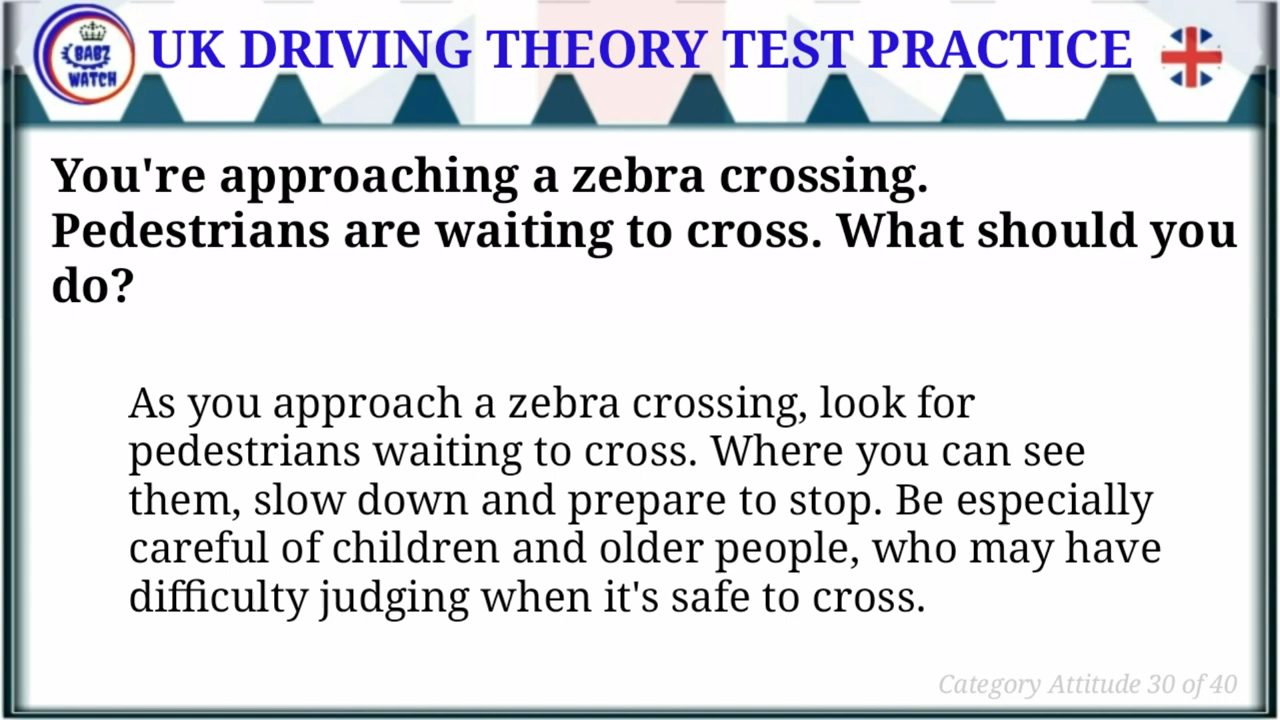 BABZ
WATCH
UK DRIVING THEORY TEST PRACTICE
You're approaching a zebra crossing.
Pedestrians are waiting to cross. What should you
do?
As you approach a zebra crossing, look for
pedestrians waiting to cross. Where you can see
them, slow down and prepare to stop. Be especially
careful of children and older people, who may have
difficulty judging when it's safe to cross.
Category Attitude 30 of 40